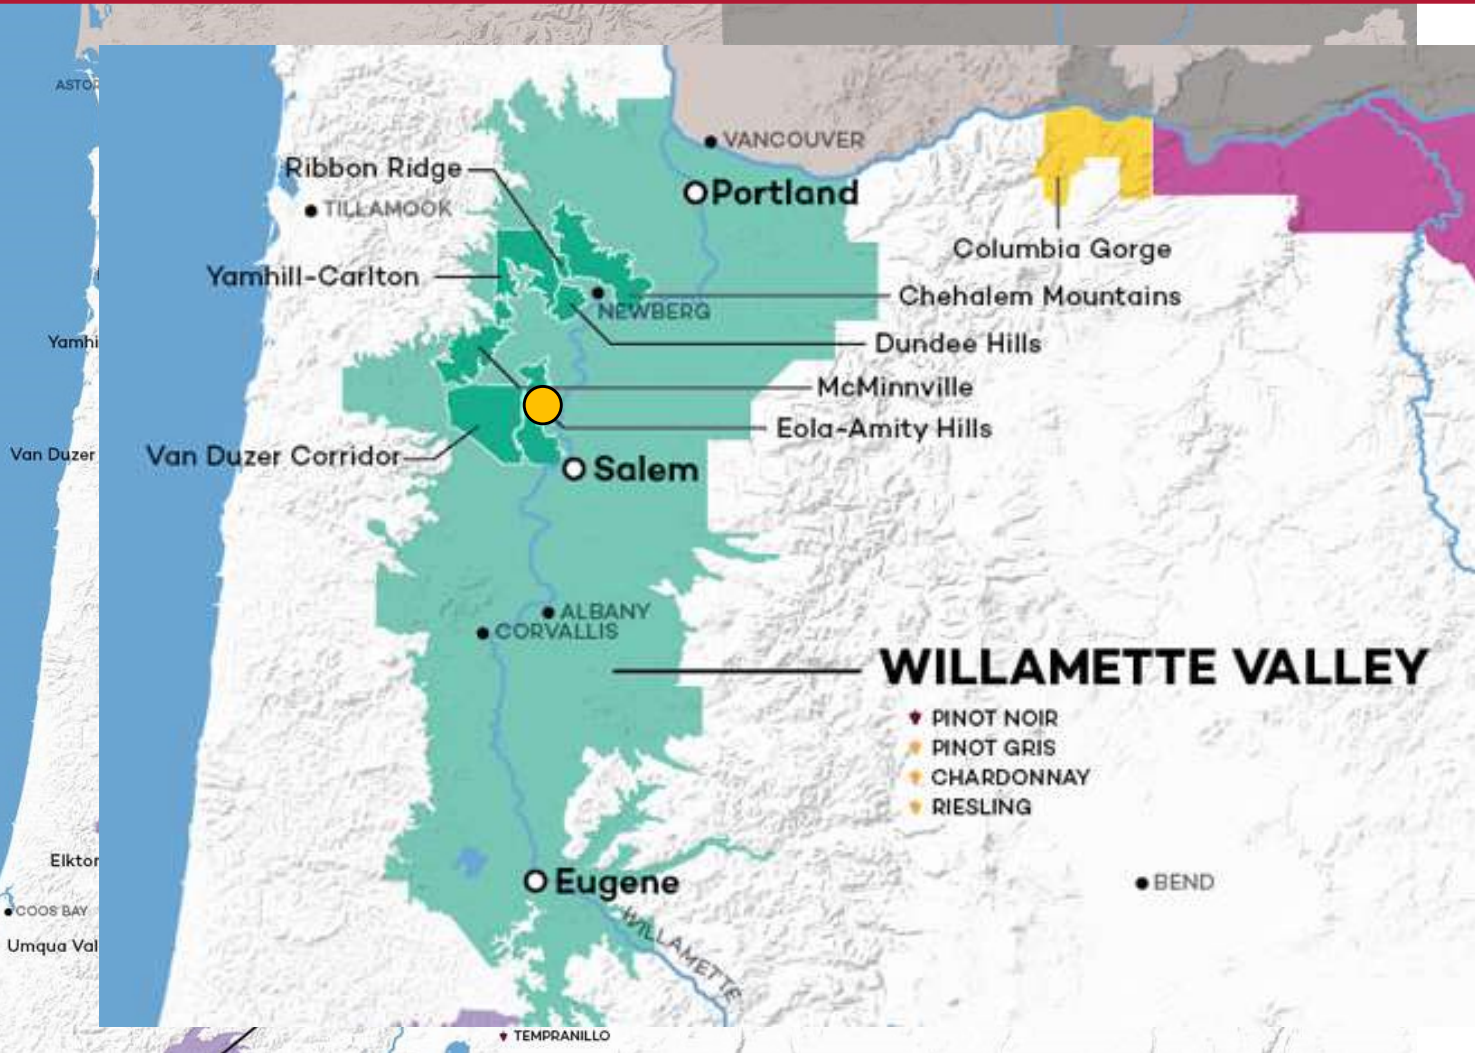 ASTOR
VANCOUVER
Ribbon Ridge
Portland
TILLAMOOK
Columbia Gorge
Yamhill-Carlton
Chehalem Mountains
NEWBERG
Yamhi
Dundee Hills
McMinnville
Eola-Amity Hills
Van Duzer
Van Duzer Corridor
Salem
ALBANY
CORVALLIS
WILLAMETTE VALLEY
PINOT NOIR
PINOT GRIS
CHARDONNAY
RIESLING
Elkton
Eugene
BEND
COOS BAY
WILLAMETTE
Umqua Val
TEMPRANILLO